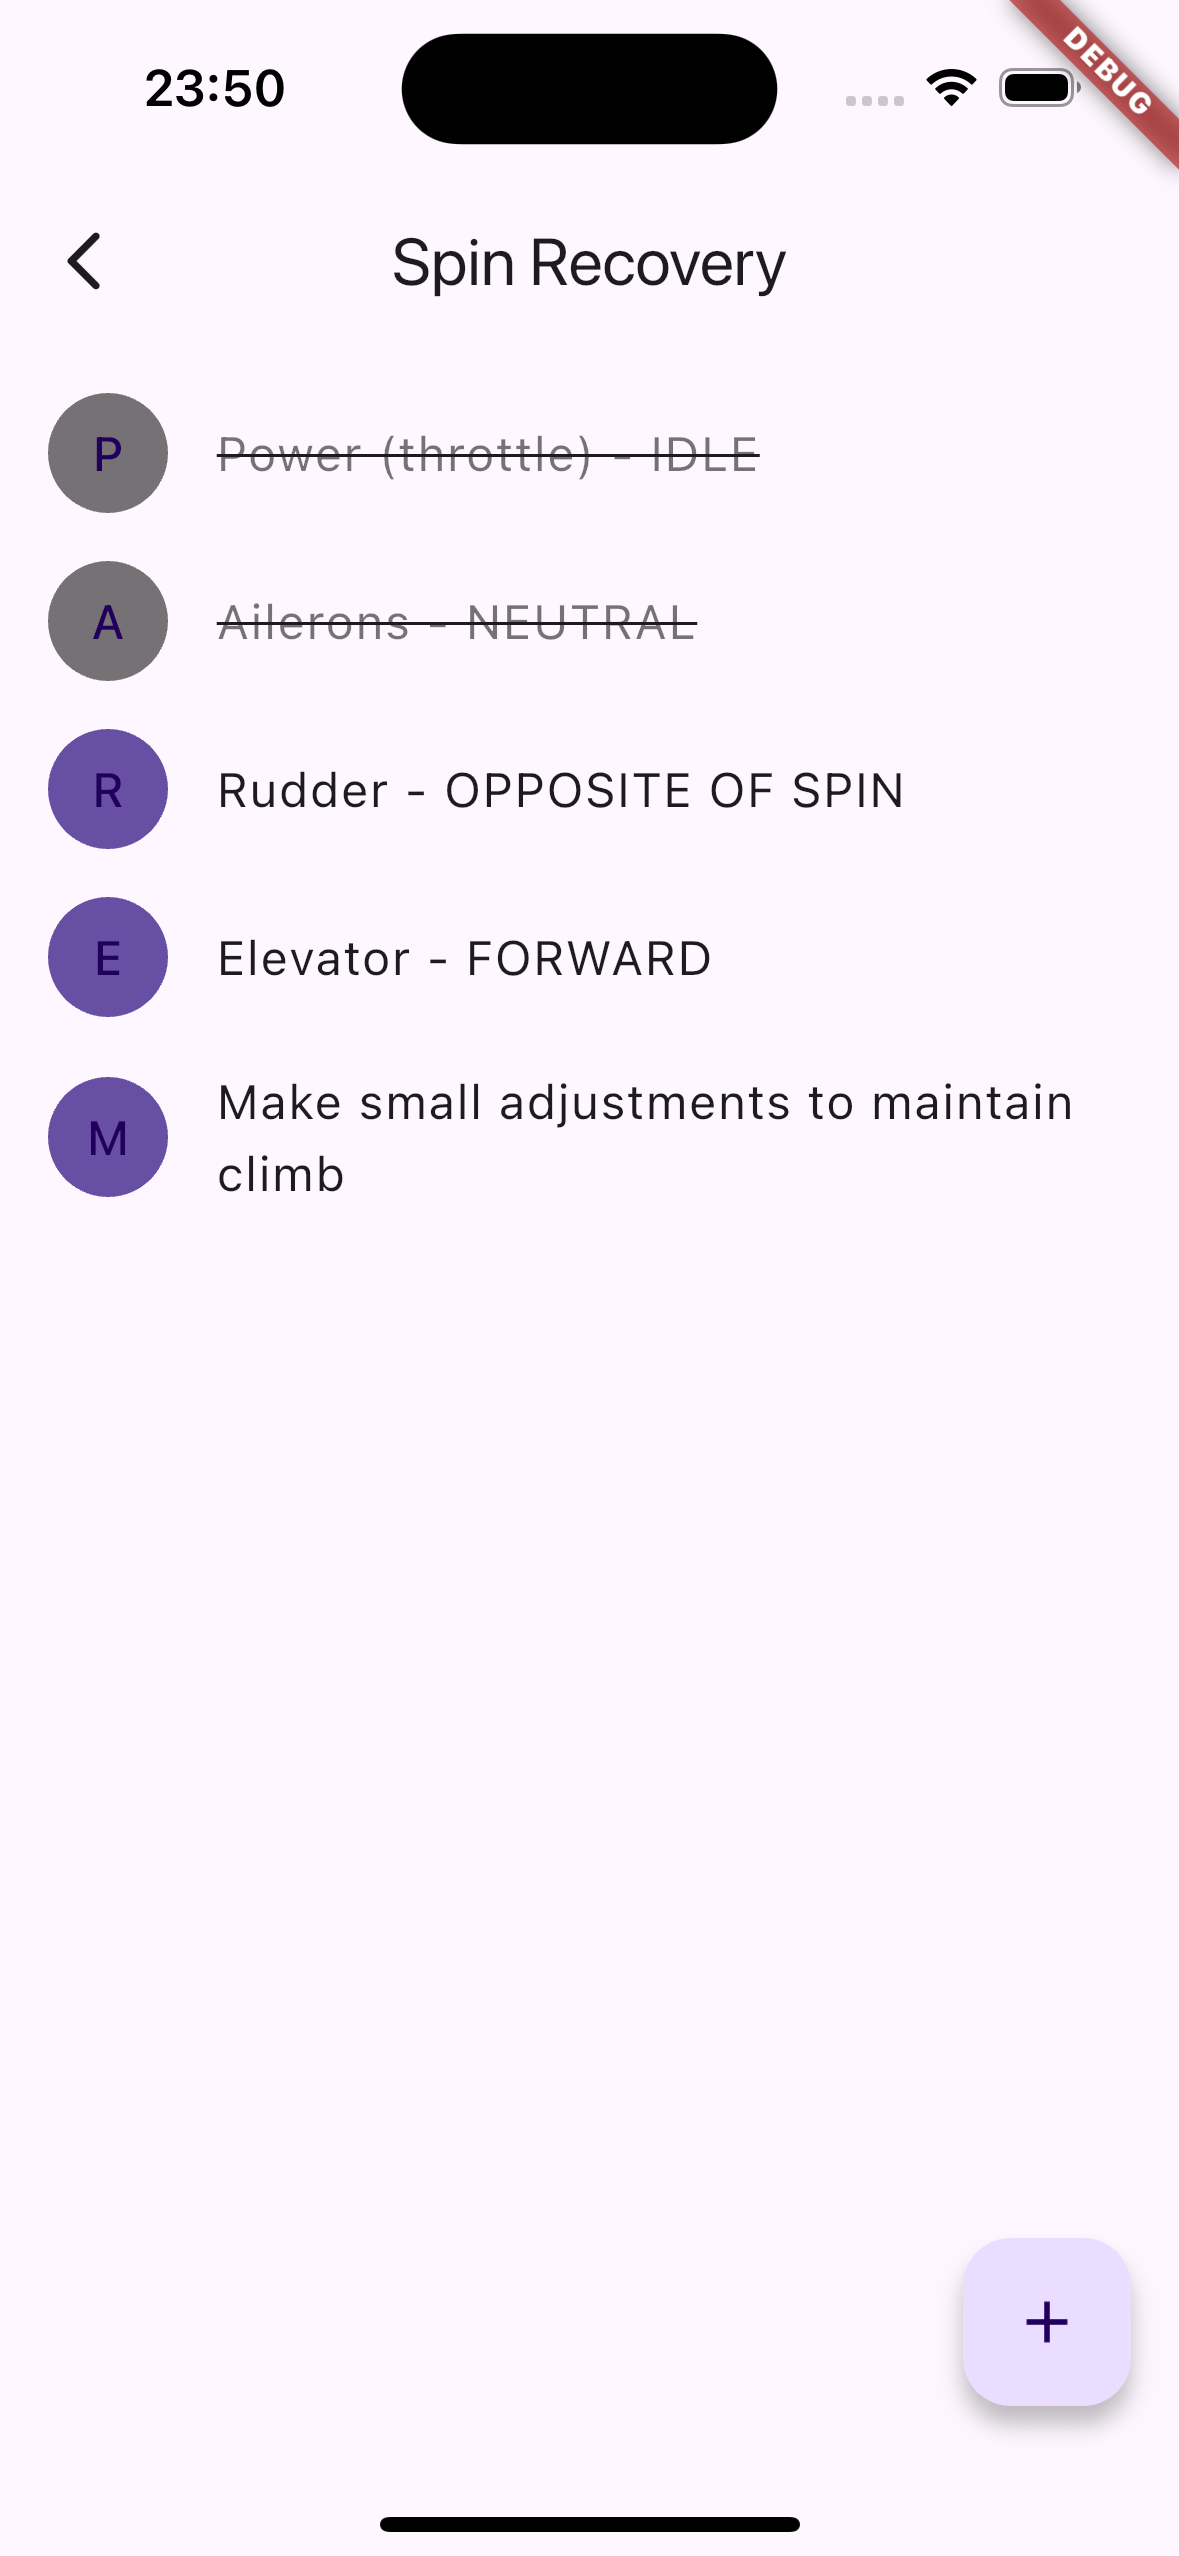 23:50
DEBUG
Spin Recovery
P
Power (throttle) - IDLE
A
Ailerons - NEUTRAL
R
Rudder - OPPOSITE OF SPIN
E
Elevator - FORWARD
M
Make small adjustments to maintain
climb
+